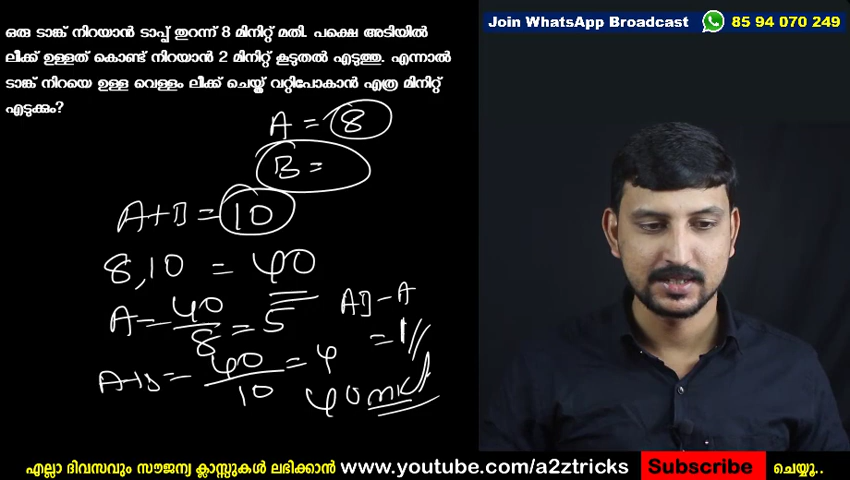 Join WhatsApp Broadcast 85 94 070 249
ഒരു ടാങ്ക് നിറയാൻ ടാപ്പ് തുറന്ന് 8 മിനിറ്റ് മതി. പക്ഷെ അടിയിൽ
ലീക്ക് ഉള്ളത് കൊണ്ട് നിറയാൻ 2 മിനിറ്റ് കൂടുതൽ എടുത്തു. എന്നാൽ
ടാങ്ക് നിറയെ ഉള്ള വെള്ളം ലീക്ക് ചെയ്ത് വറ്റിപോകാൻ എത്ര മിനിറ്റ്
എടുക്കും?
A = 8
B =
A+B = 10
8,10 = 40
A = 40/8 = 5
AB - A
= 1
A+B = 40/10 = 4
40 mnt
എല്ലാ ദിവസവും സൗജന്യ ക്ലാസ്സുകൾ ലഭിക്കാൻ www.youtube.com/a2ztricks Subscribe ചെയ്യൂ..